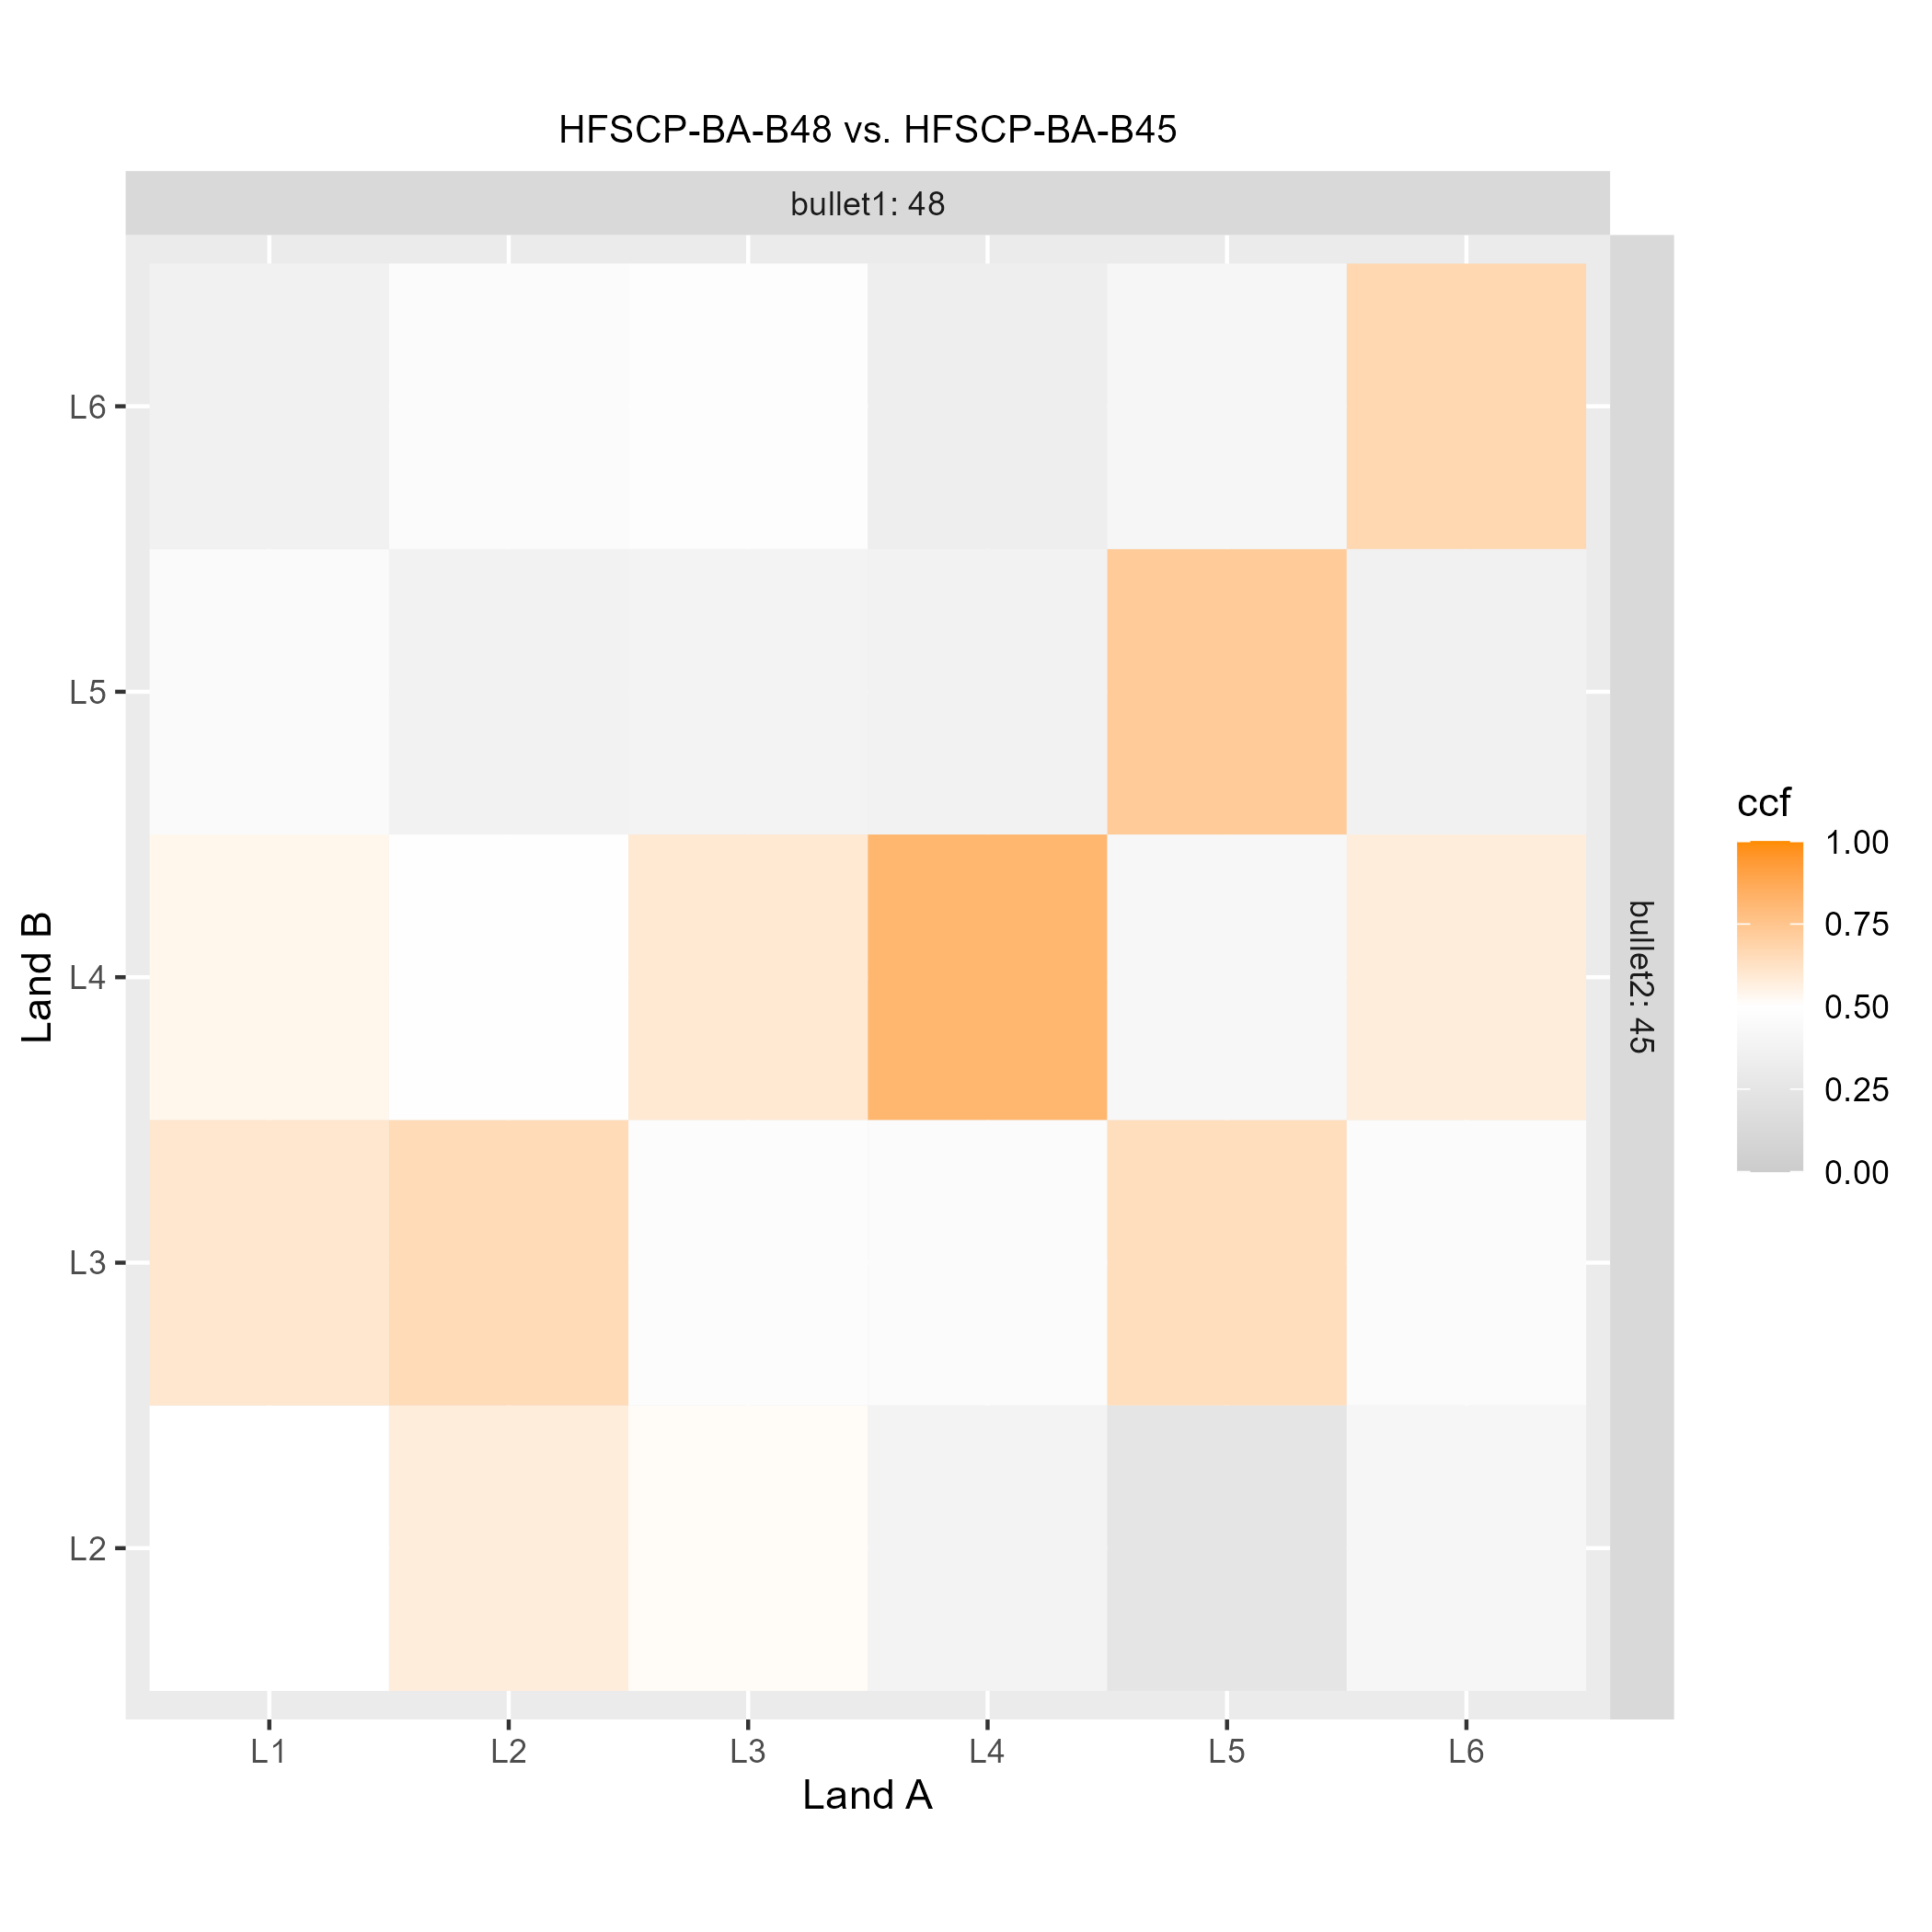 HFSCP-BA-B48 vs. HFSCP-BA-B45
bullet1: 48
L6
L5
L4
L3
L2
Land B
L1 L2 L3 L4 L5 L6
Land A
bullet2: 45
ccf
1.00
0.75
0.50
0.25
0.00